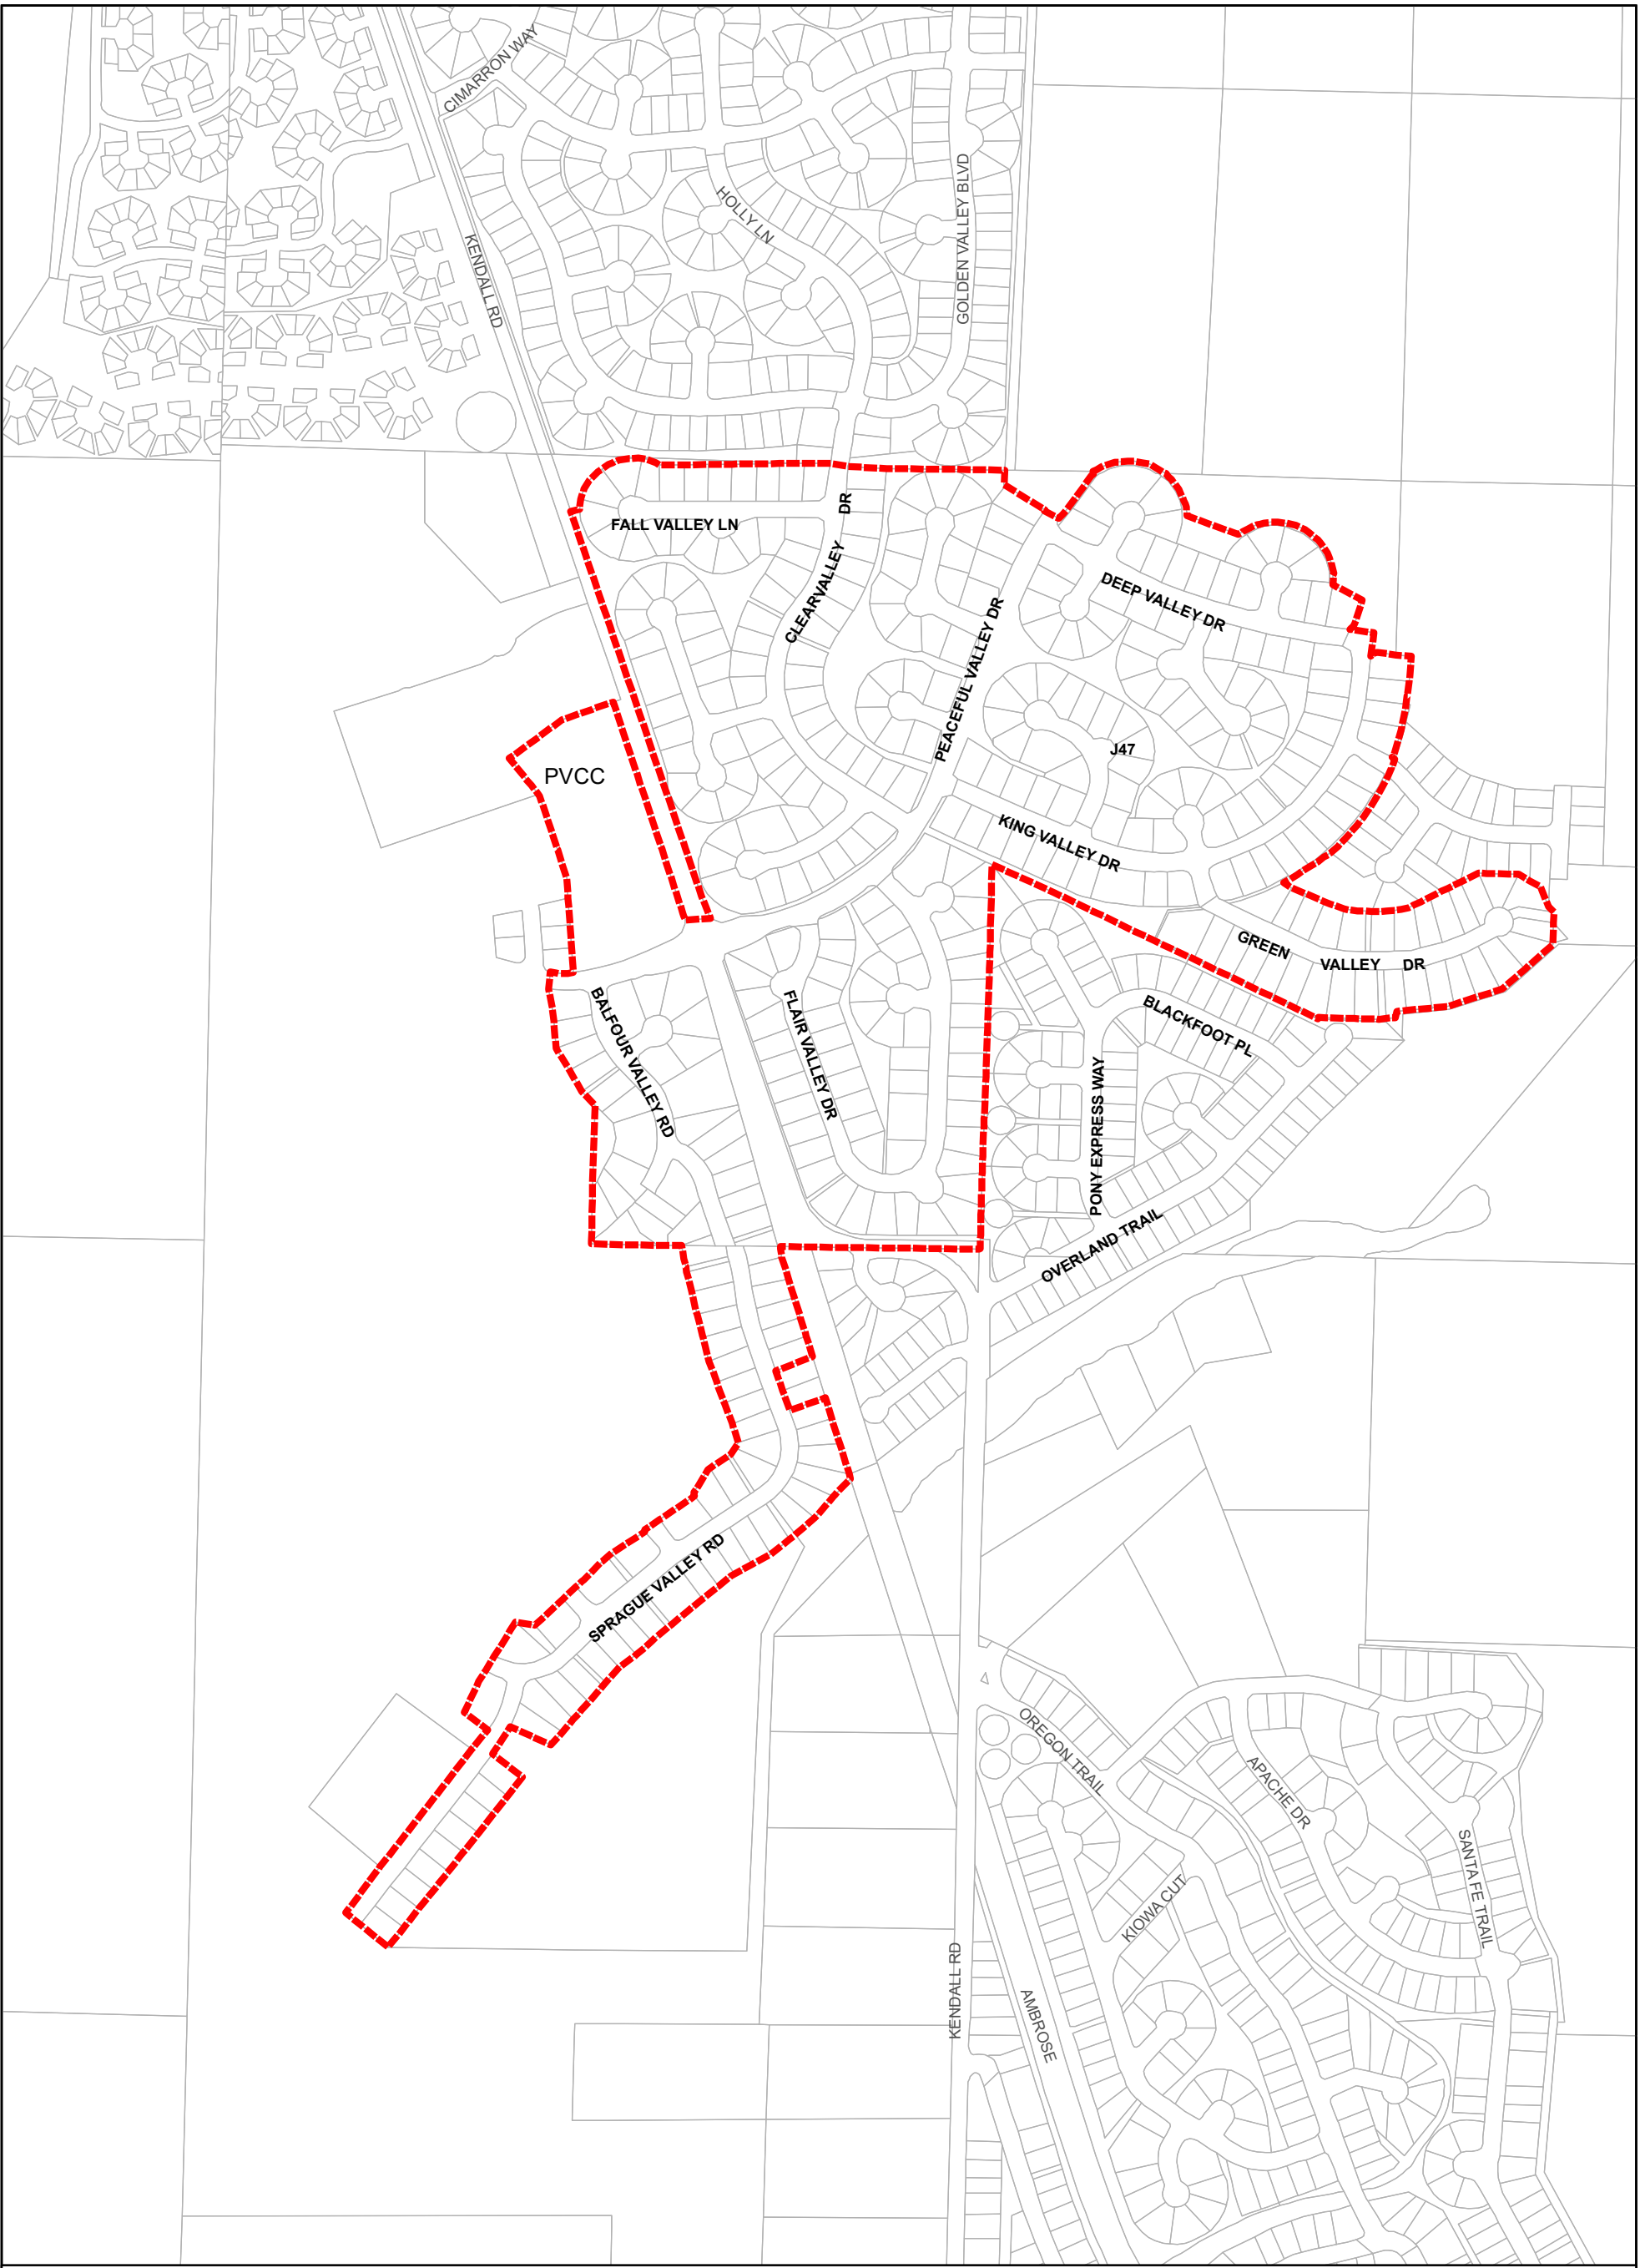 CIMARRON WAY
HOLLY LN
GOLDEN VALLEY BLVD
KENDALL RD
FALL VALLEY LN
CLEARVALLEY DR
DEEP VALLEY DR
PEACEFUL VALLEY DR
J47
PVCC
KING VALLEY DR
GREEN VALLEY DR
BALFOUR VALLEY RD
FLAIR VALLEY DR
BLACKFOOT PL
PONY EXPRESS WAY
OVERLAND TRAIL
SPRAGUE VALLEY RD
OREGON TRAIL
APACHE DR
SANTA FE TRAIL
KIOWA CUT
KENDALL RD
AMBROSE